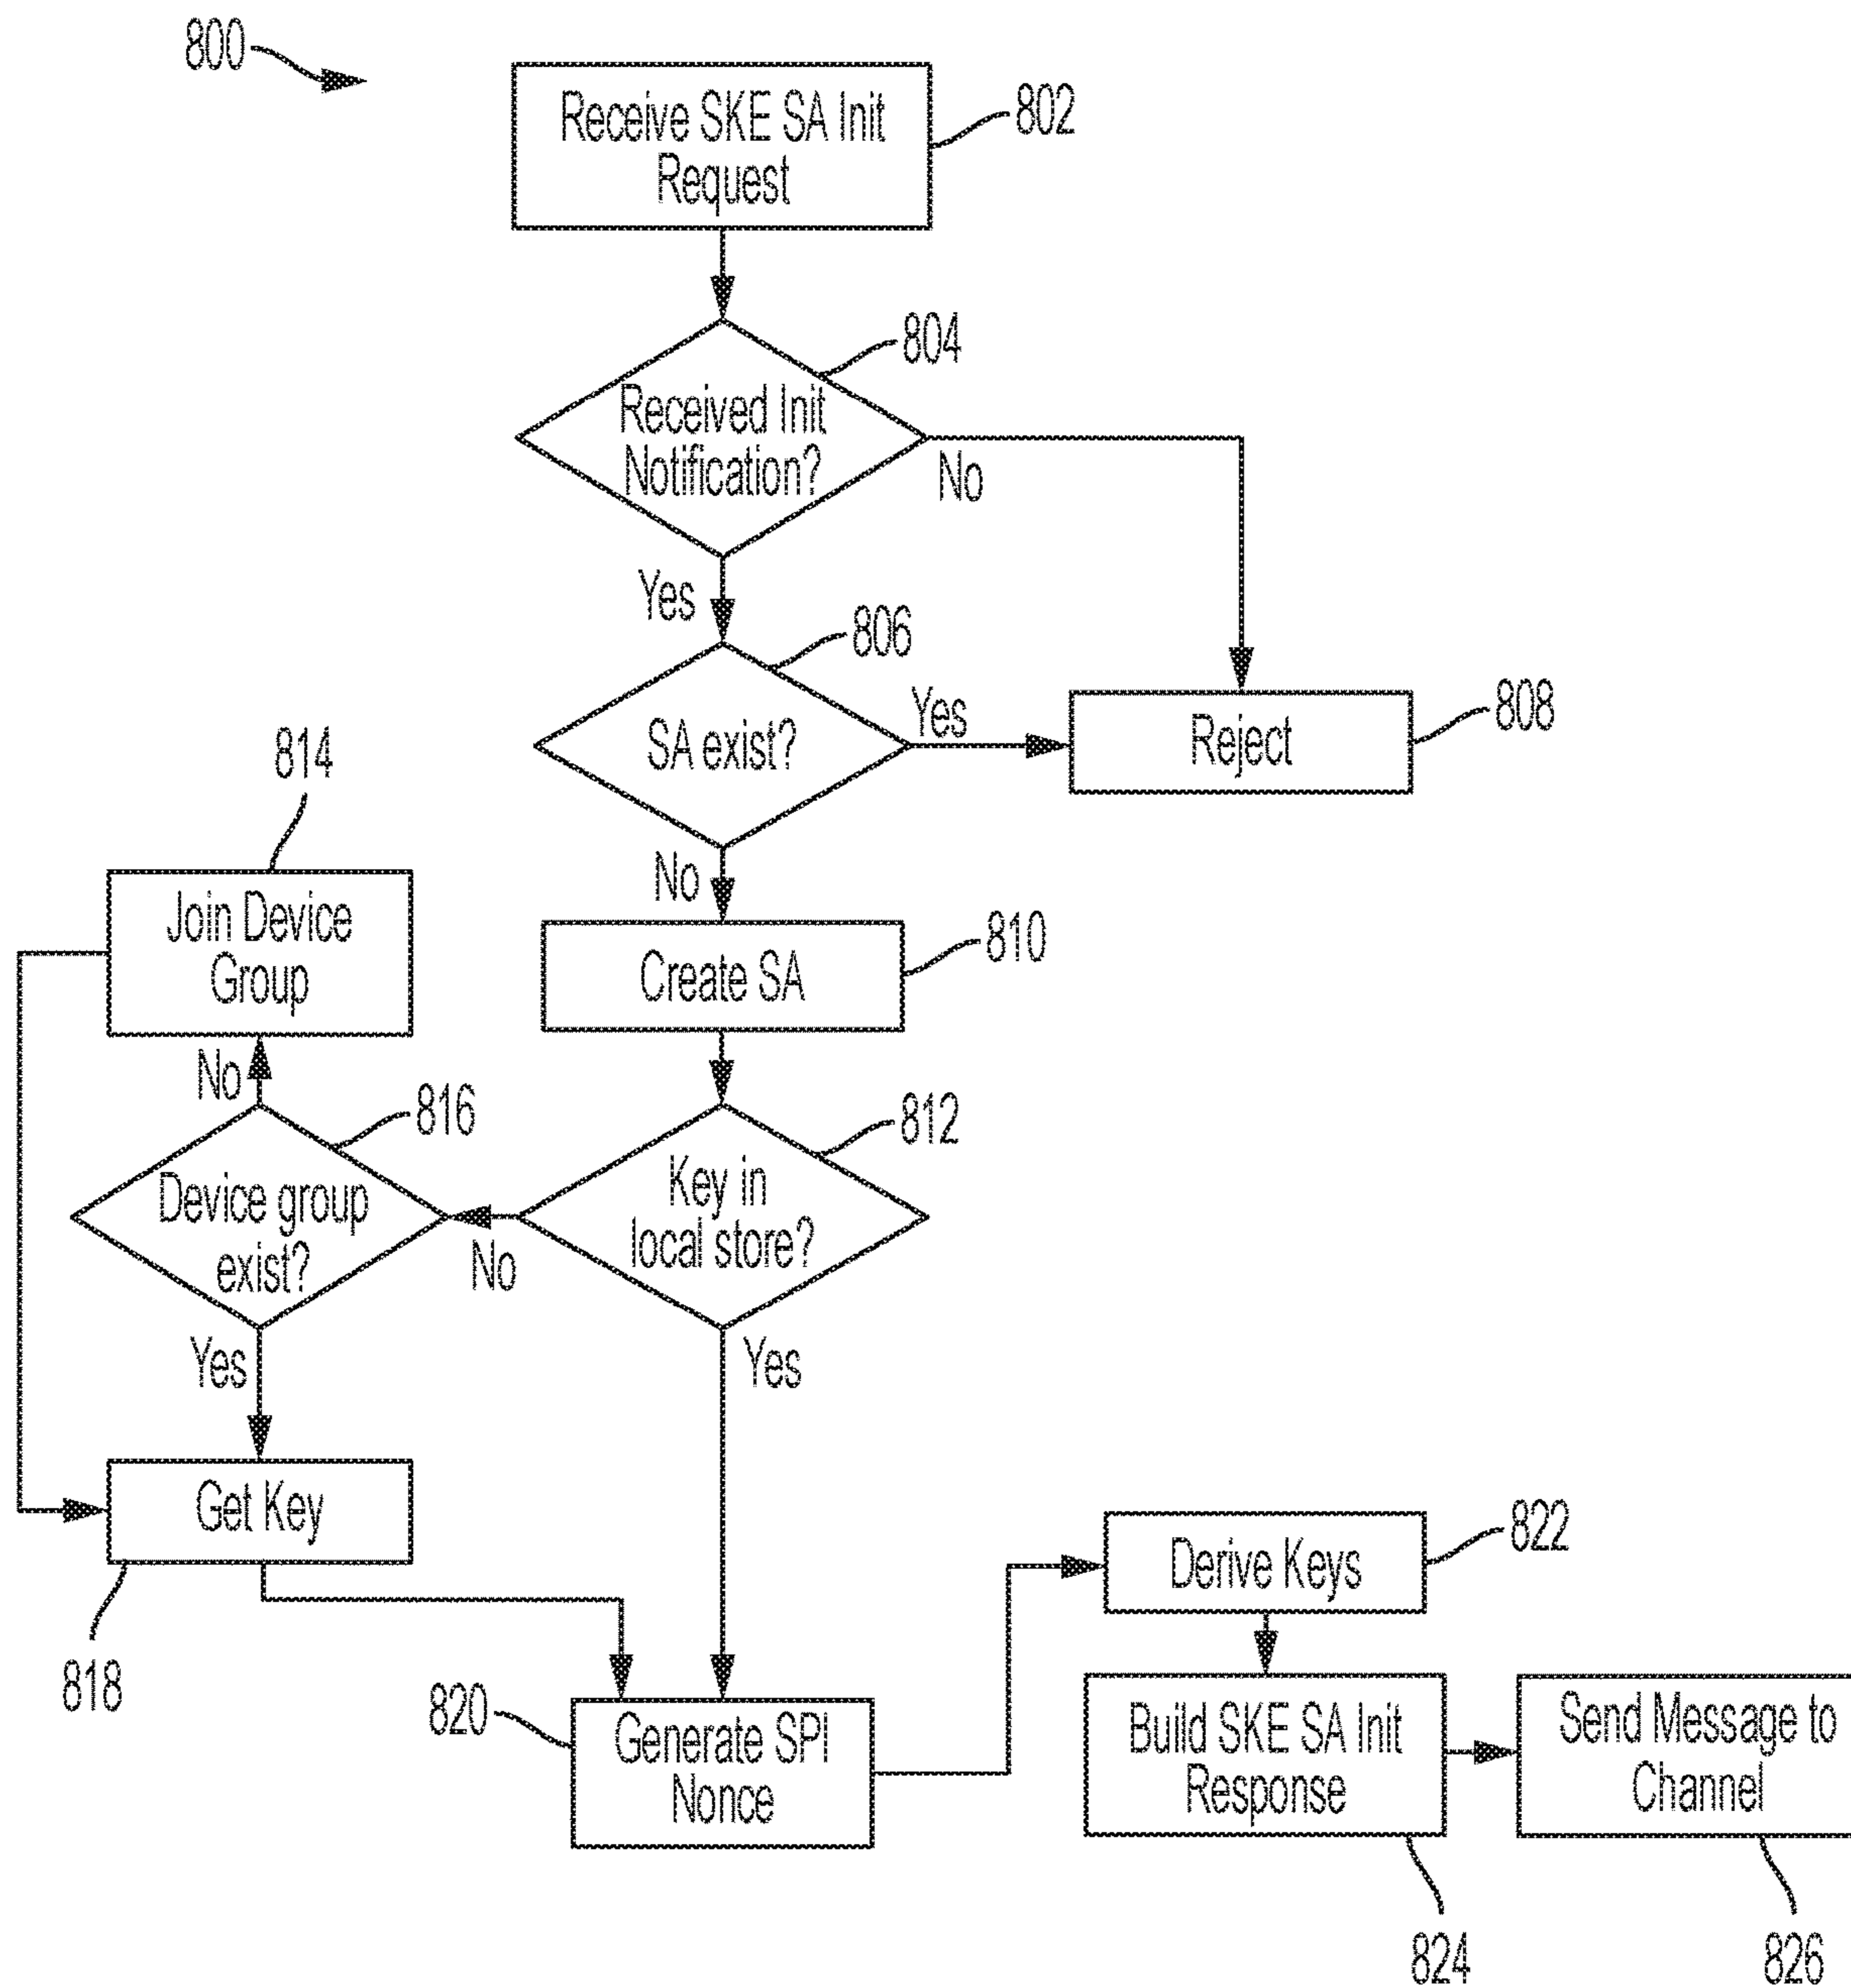 800
Receive SKE SA Init
Request
802
804
Received Init
Notification?
No
Yes
806
SA exist?
Yes
Reject
808
No
814
Join Device
Group
810
Create SA
No
816
Device group
exist?
No
812
Key in
local store?
Yes
Yes
Get Key
818
820
Generate SPI
Nonce
Derive Keys
822
Build SKE SA Init
Response
824
Send Message to
Channel
826